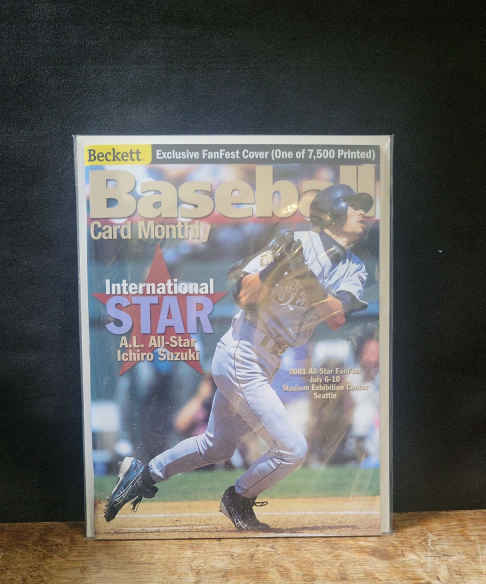 Beckett Exclusive FanFest Cover (One of 7,500 Printed)
Baseball
Card Monthly
International
STAR
A.L. All-Star
Ichiro Suzuki
2001 All-Star FanFest
July 6-10
Stadium Exhibition Center
Seattle